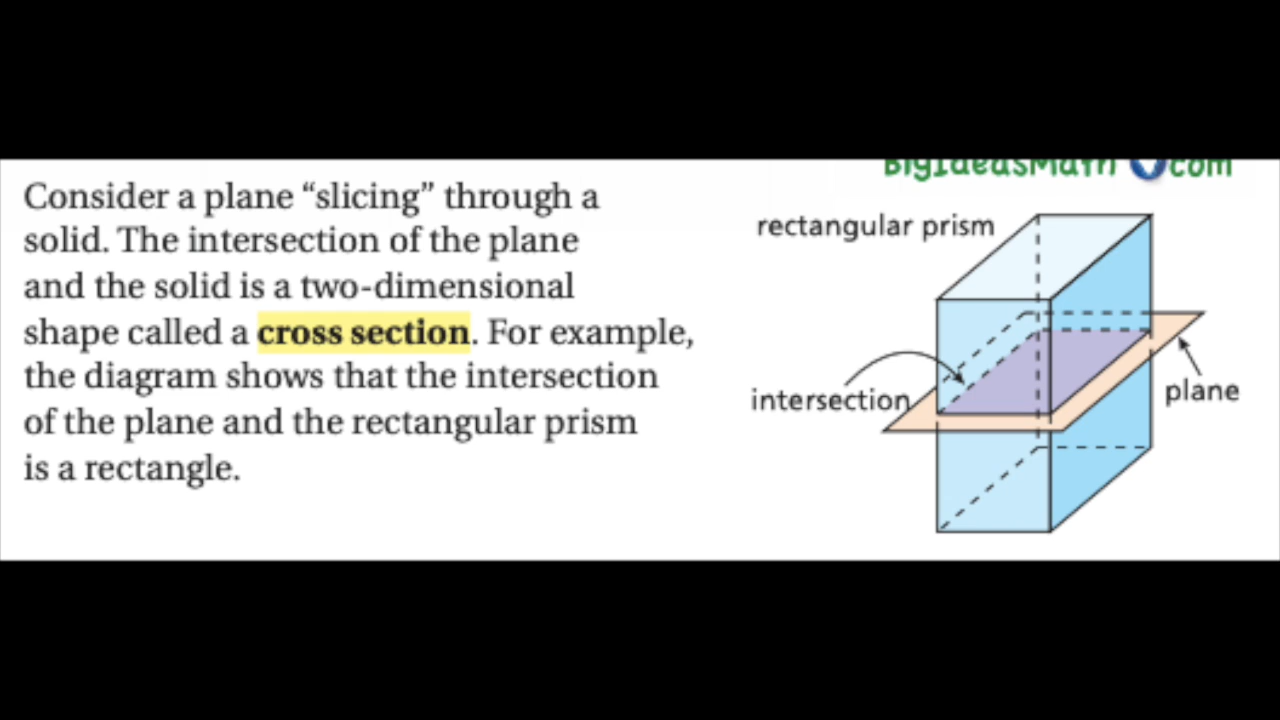 BigIdeasMath com
Consider a plane “slicing” through a
solid. The intersection of the plane
and the solid is a two-dimensional
shape called a cross section. For example,
the diagram shows that the intersection
of the plane and the rectangular prism
is a rectangle.
rectangular prism
intersection
plane